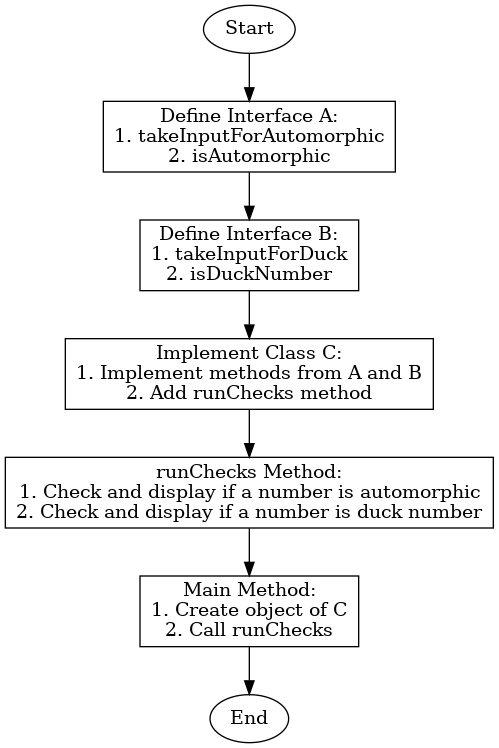 Start
Define Interface A:
1. takeInputForAutomorphic
2. isAutomorphic
Define Interface B:
1. takeInputForDuck
2. isDuckNumber
Implement Class C:
1. Implement methods from A and B
2. Add runChecks method
runChecks Method:
1. Check and display if a number is automorphic
2. Check and display if a number is duck number
Main Method:
1. Create object of C
2. Call runChecks
End